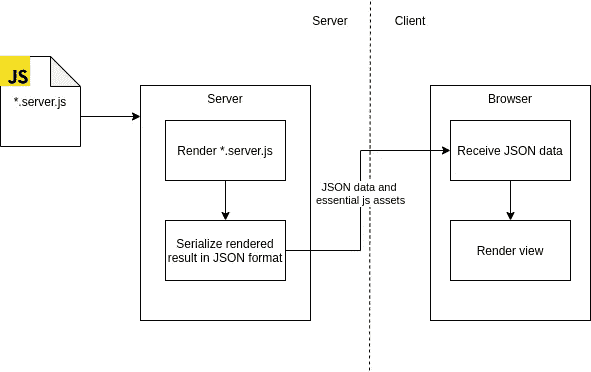 Server
Client
JS
*.server.js
Server
Render *.server.js
Serialize rendered
result in JSON format
JSON data and
essential js assets
Browser
Receive JSON data
Render view